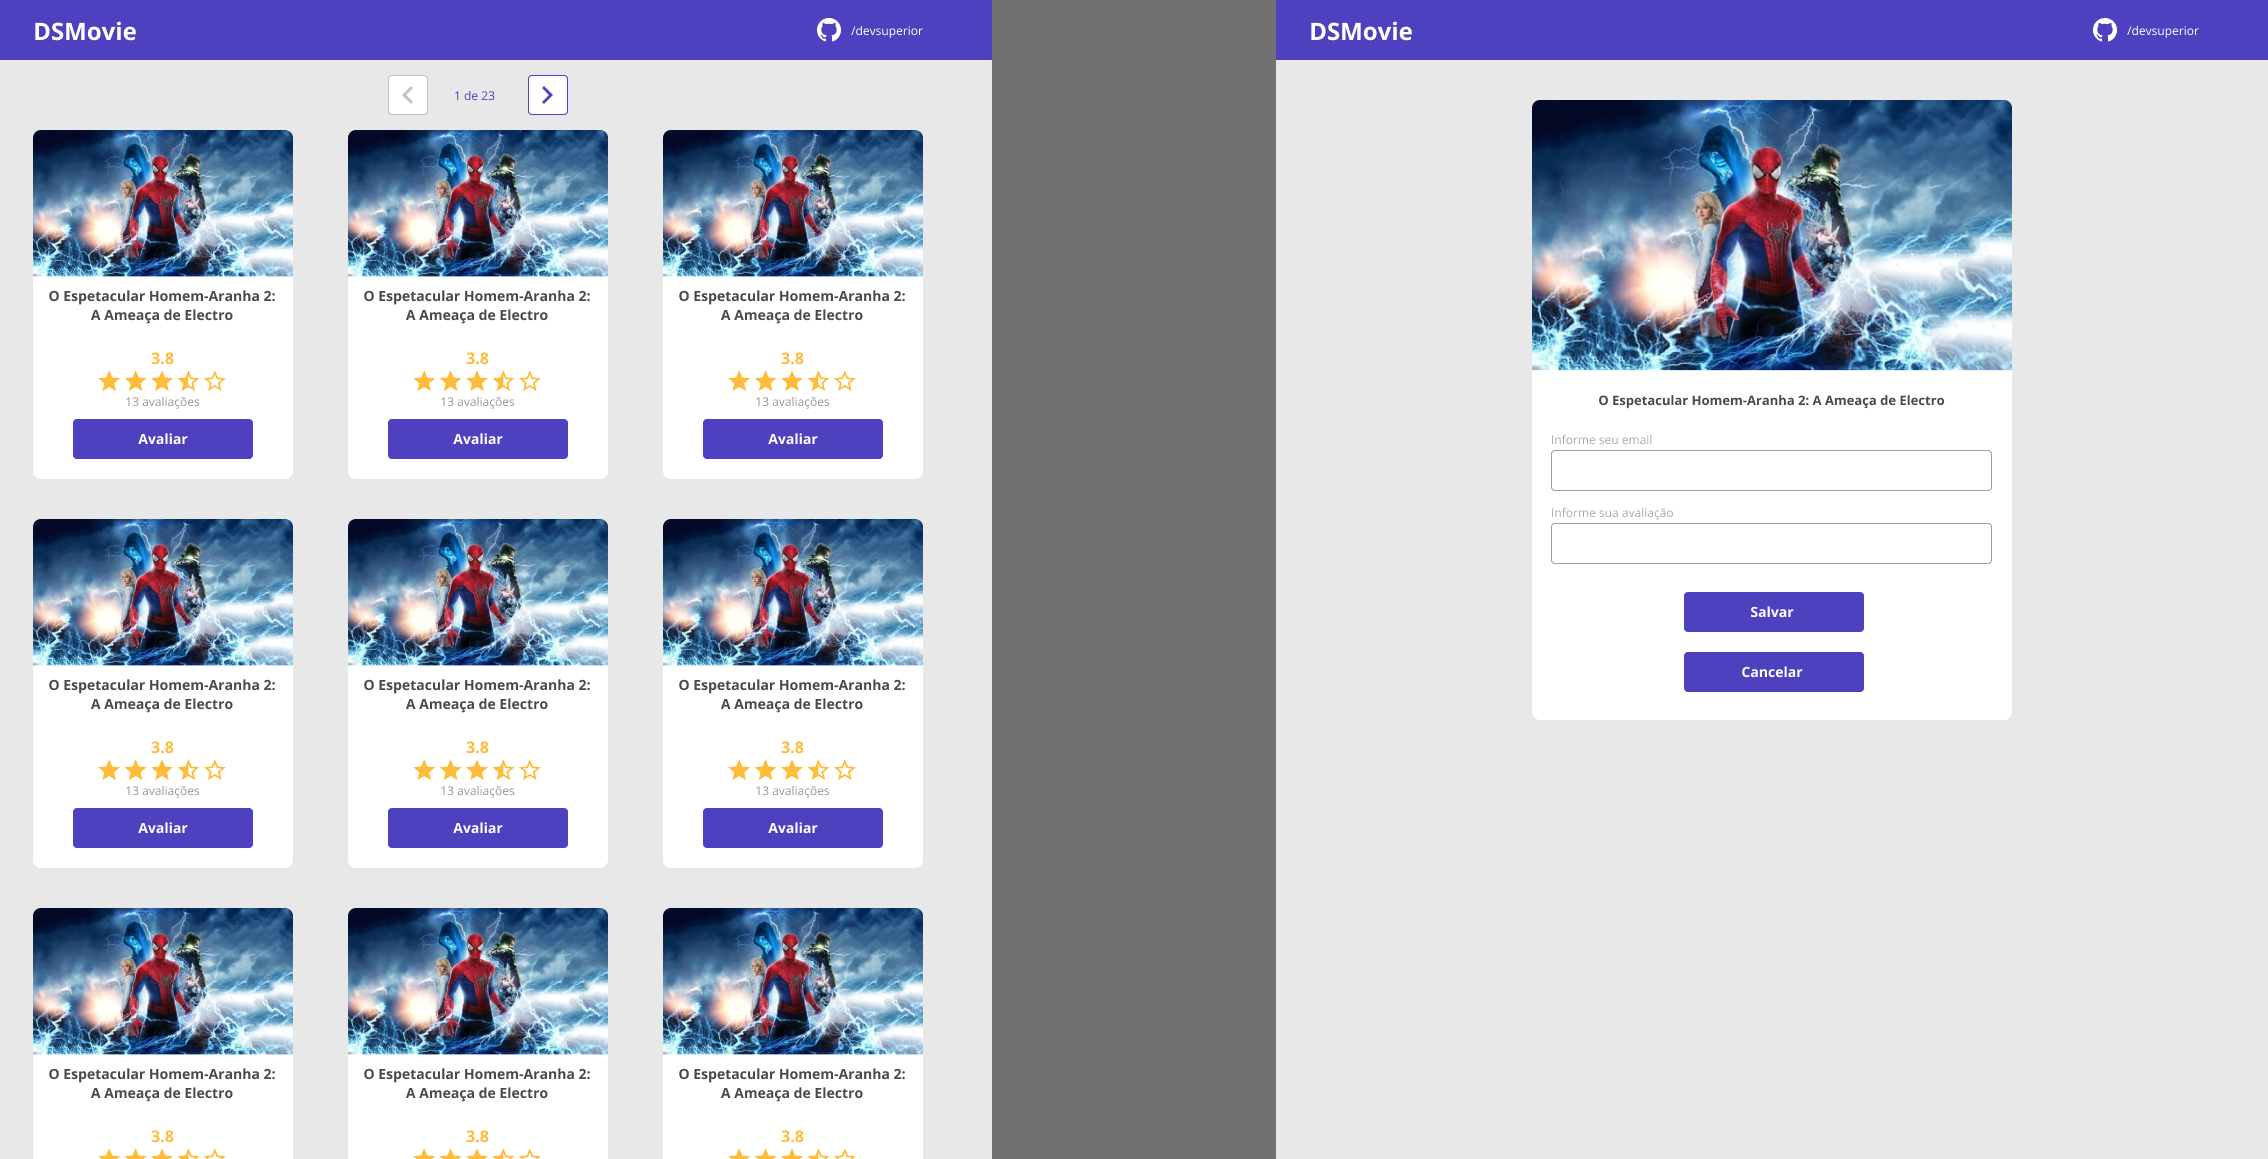 DSMovie
/devsuperior
1 de 23
O Espetacular Homem-Aranha 2:
A Ameaça de Electro
3.8
13 avaliações
Avaliar
O Espetacular Homem-Aranha 2:
A Ameaça de Electro
3.8
13 avaliações
Avaliar
O Espetacular Homem-Aranha 2:
A Ameaça de Electro
3.8
13 avaliações
Avaliar
O Espetacular Homem-Aranha 2:
A Ameaça de Electro
3.8
13 avaliações
Avaliar
O Espetacular Homem-Aranha 2:
A Ameaça de Electro
3.8
13 avaliações
Avaliar
O Espetacular Homem-Aranha 2:
A Ameaça de Electro
3.8
13 avaliações
Avaliar
O Espetacular Homem-Aranha 2:
A Ameaça de Electro
3.8
O Espetacular Homem-Aranha 2:
A Ameaça de Electro
3.8
O Espetacular Homem-Aranha 2:
A Ameaça de Electro
3.8
DSMovie
/devsuperior
O Espetacular Homem-Aranha 2: A Ameaça de Electro
Informe seu email
Informe sua avaliação
Salvar
Cancelar